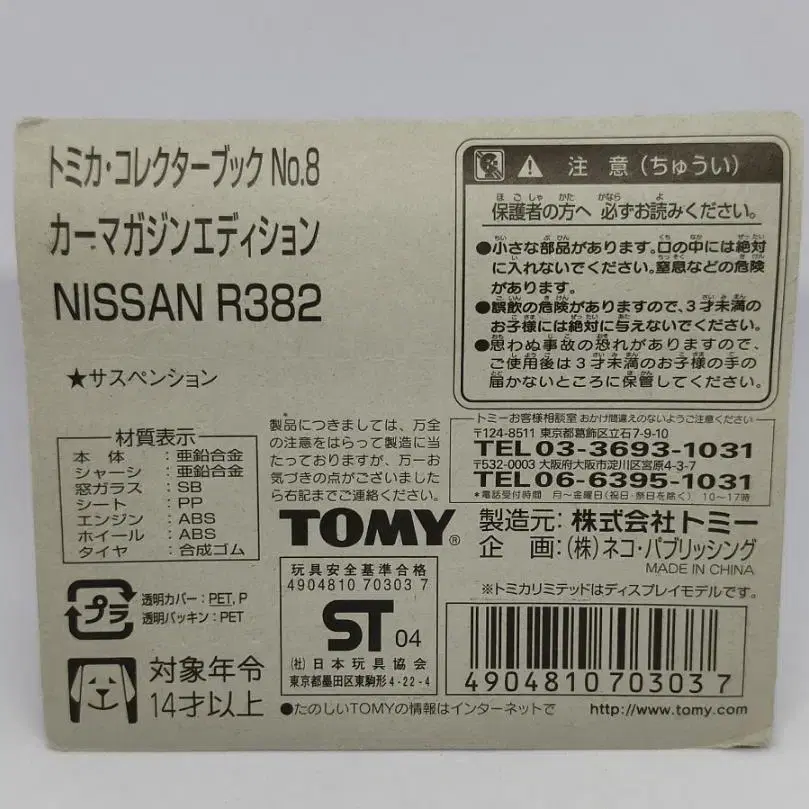 トミカ・コレクターブック No.8
カーマガジンエディション
NISSAN R382
★サスペンション
材質表示
本体:亜鉛合金
シャーシ:亜鉛合金
窓ガラス:SB
シート:PP
エンジン:ABS
ホイール:ABS
タイヤ:合成ゴム
プラ
透明カバー:PET, P
透明パッキン:PET
対象年令
14才以上
注意(ちゅうい)
保護者の方へ 必ずお読みください。
●小さな部品があります。口の中には絶対
に入れないでください。窒息などの危険
があります。
●誤飲の危険がありますので、3才未満の
お子様には絶対に与えないでください。
●思わぬ事故の恐れがありますので、
ご使用後は3才未満のお子様の手の
届かないところに保管してください。
製品につきましては、万全
の注意をはらって製造に当
たっておりますが、万一お
気づきの点がございました
ら右記までご連絡ください。
トミーお客様相談室 おかけ間違えのないようご注意ください
〒124-8511 東京都葛飾区立石7-9-10
TEL 03-3693-1031
〒532-0003 大阪府大阪市淀川区宮原4-3-7
TEL 06-6395-1031
*電話受付時間 月〜金曜日(祝日・祭日を除く) 10〜17時
TOMY®
製造元:株式会社トミー
企画:(株)ネコ・パブリッシング
MADE IN CHINA
玩具安全基準合格
4904810 70303 7
ST 04
(社)日本玩具協会
東京都墨田区東駒形4-22-4
※トミカリミテッドはディスプレイモデルです。
4904810703037
●たのしいTOMYの情報はインターネットで http://www.tomy.com